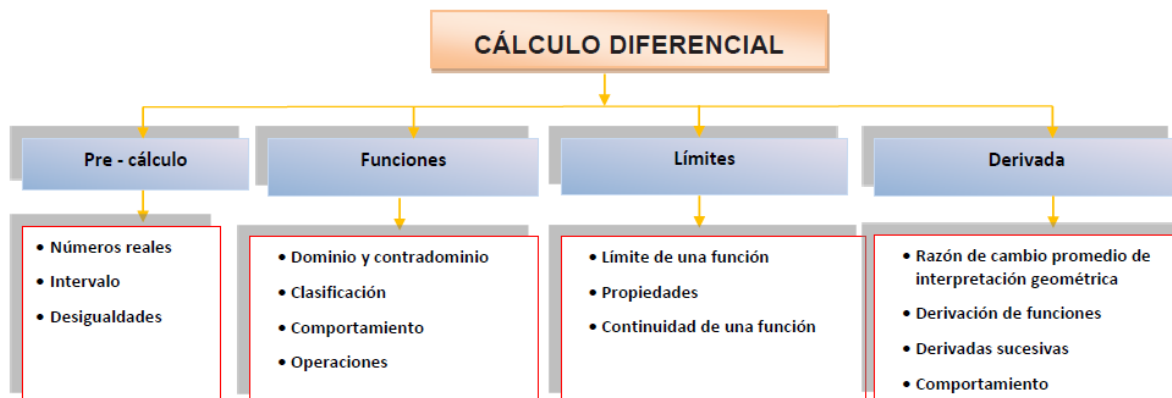 CÁLCULO DIFERENCIAL
Pre - cálculo
• Números reales
• Intervalo
• Desigualdades
Funciones
• Dominio y contradominio
• Clasificación
• Comportamiento
• Operaciones
Límites
• Límite de una función
• Propiedades
• Continuidad de una función
Derivada
• Razón de cambio promedio de
interpretación geométrica
• Derivación de funciones
• Derivadas sucesivas
• Comportamiento